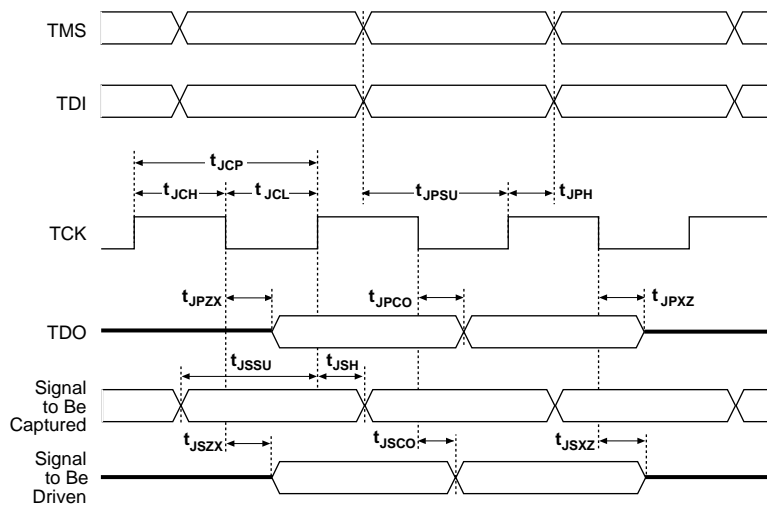 TMS
TDI
tJCP
tJCH
tJCL
tJPSU
tJPH
TCK
tJPZX
tJPCO
tJPXZ
TDO
tJSSU
tJSH
Signal
to Be
Captured
tJSZX
tJSCO
tJSXZ
Signal
to Be
Driven